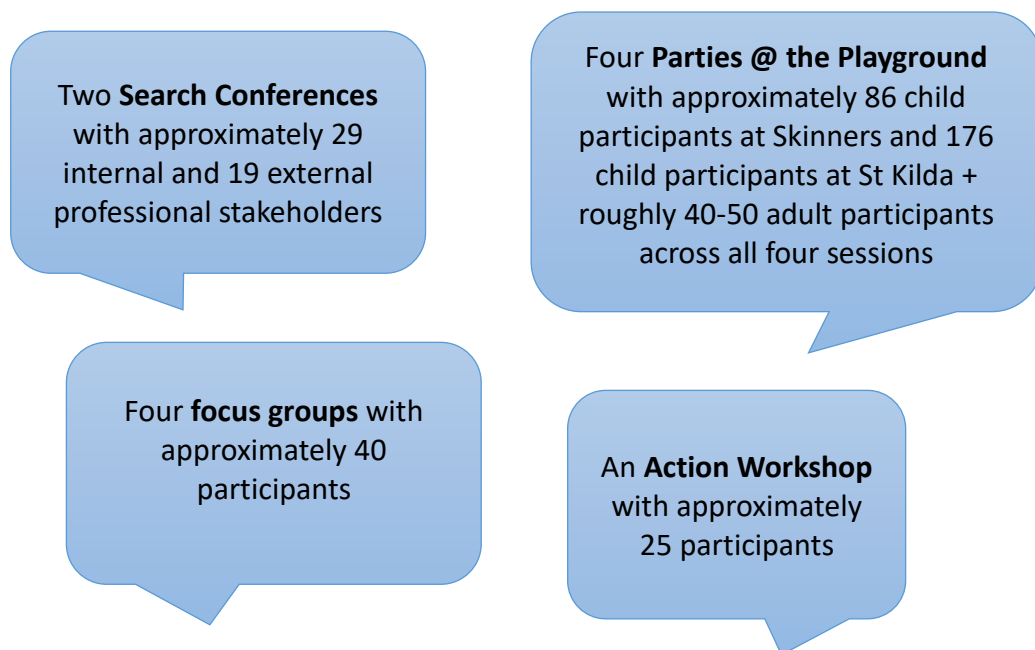 Two Search Conferences
with approximately 29
internal and 19 external
professional stakeholders
Four Parties @ the Playground
with approximately 86 child
participants at Skinners and 176
child participants at St Kilda +
roughly 40-50 adult participants
across all four sessions
Four focus groups with
approximately 40
participants
An Action Workshop
with approximately
25 participants